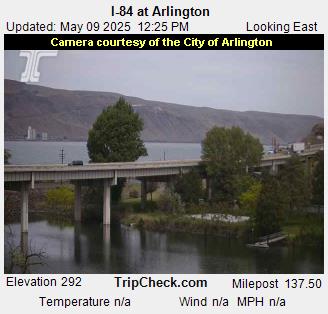 I-84 at Arlington
Updated: May 09 2025 12:25 PM Looking East
Camera courtesy of the City of Arlington
Elevation 292 TripCheck.com Milepost 137.50
Temperature n/a Wind n/a MPH n/a